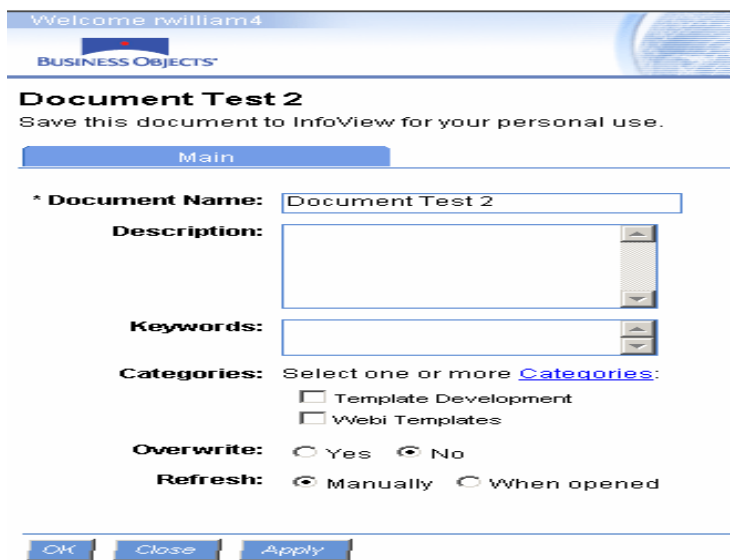 Welcome rwilliam4
BUSINESS OBJECTS
Document Test 2
Save this document to InfoView for your personal use.
Main
* Document Name: Document Test 2
Description:
Keywords:
Categories: Select one or more Categories:
Template Development
Webi Templates
Overwrite: Yes No
Refresh: Manually When opened
OK Close Apply